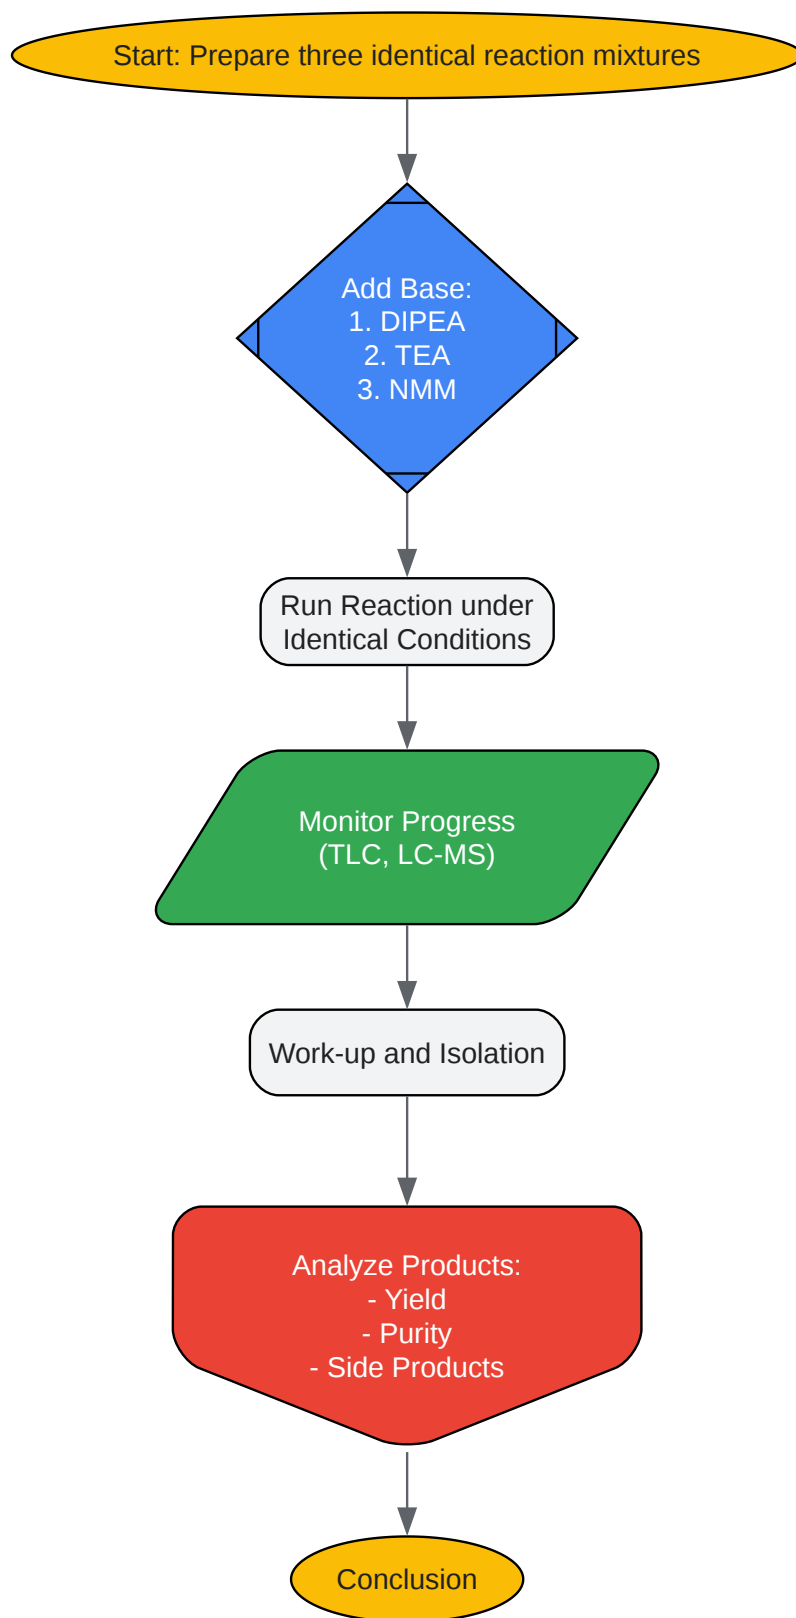 Start: Prepare three identical reaction mixtures
Add Base:
1. DIPEA
2. TEA
3. NMM
Run Reaction under
Identical Conditions
Monitor Progress
(TLC, LC-MS)
Work-up and Isolation
Analyze Products:
- Yield
- Purity
- Side Products
Conclusion